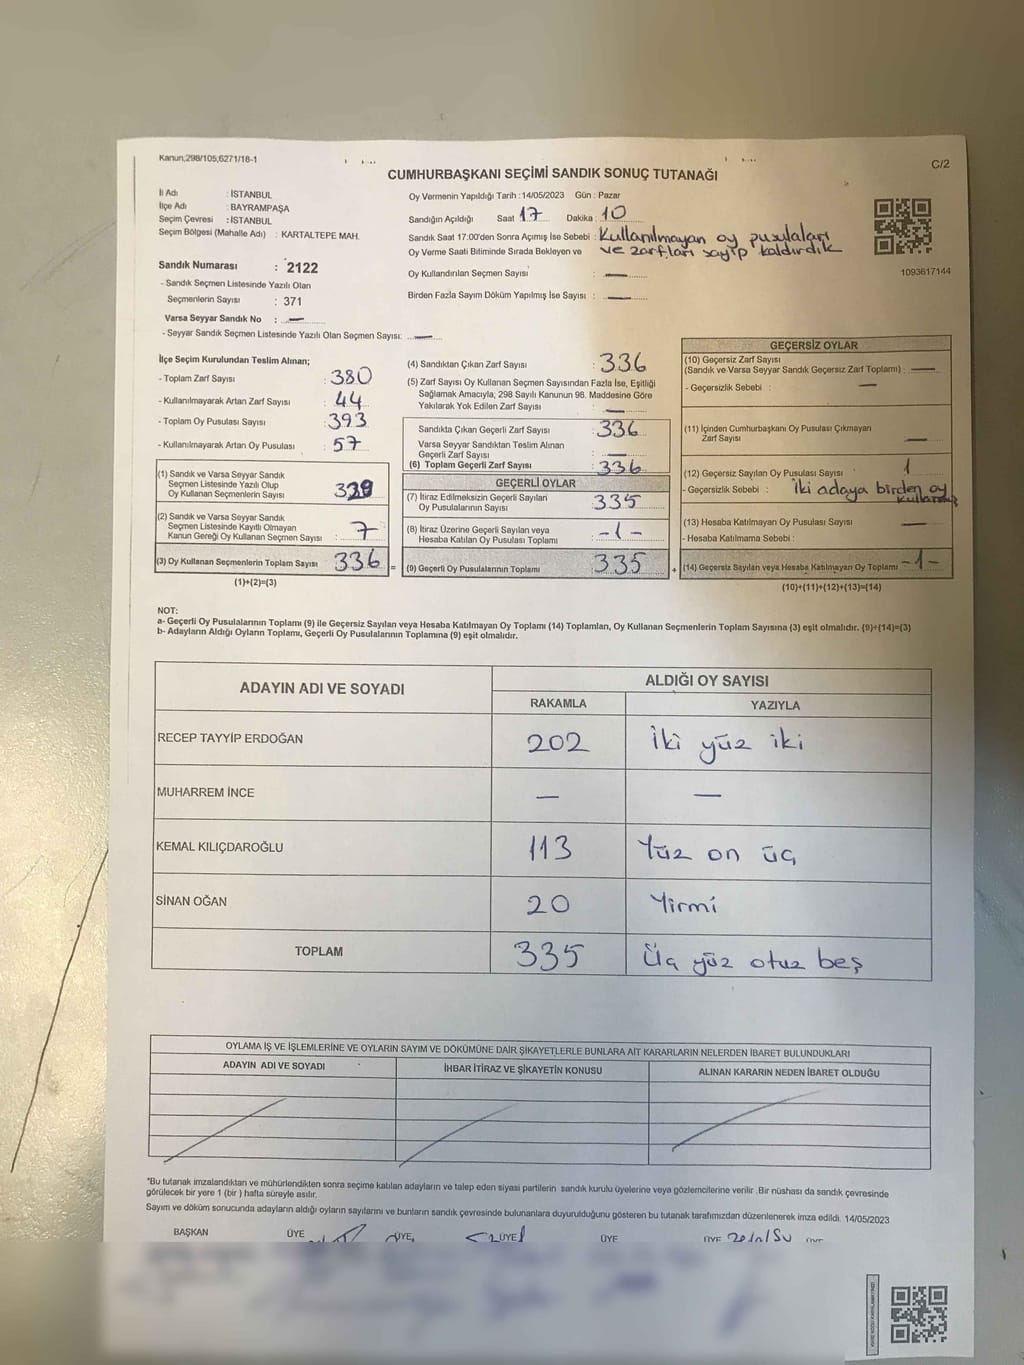 Kanun;298/105,6271/18-1
C/2
CUMHURBAŞKANI SEÇİMİ SANDIK SONUÇ TUTANAĞI
İli Adı : İSTANBUL
İlçe Adı : BAYRAMPAŞA
Seçim Çevresi : İSTANBUL
Seçim Bölgesi (Mahalle Adı) : KARTALTEPE MAH.
Sandık Numarası : 2122
- Sandık Seçmen Listesinde Yazılı Olan
Seçmenlerin Sayısı : 371
Varsa Seyyar Sandık No : —
- Seyyar Sandık Seçmen Listesinde Yazılı Olan Seçmen Sayısı: —
Oy Vermenin Yapıldığı Tarih : 14/05/2023 Gün : Pazar
Sandığın Açıldığı Saat 17 Dakika : 10
Sandık Saat 17.00'den Sonra Açımış İse Sebebi : Kullanılmayan oy pusulaları
Oy Verme Saati Bitiminde Sırada Bekleyen ve ve zarfları sayıp kaldırdık
Oy Kullandırılan Seçmen Sayısı : —
Birden Fazla Sayım Döküm Yapılmış İse Sayısı : —
1093617144
İlçe Seçim Kurulundan Teslim Alınan;
- Toplam Zarf Sayısı : 380
- Kullanılmayarak Artan Zarf Sayısı : 44
- Toplam Oy Pusulası Sayısı : 393
- Kullanılmayarak Artan Oy Pusulası : 57
(1) Sandık ve Varsa Seyyar Sandık
Seçmen Listesinde Yazılı Olup
Oy Kullanan Seçmenlerin Sayısı : 329
(2) Sandık ve Varsa Seyyar Sandık
Seçmen Listesinde Kayıtlı Olmayan
Kanun Gereği Oy Kullanan Seçmen Sayısı : 7
(3) Oy Kullanan Seçmenlerin Toplam Sayısı : 336
(1)+(2)=(3)
(4) Sandıktan Çıkan Zarf Sayısı : 336
(5) Zarf Sayısı Oy Kullanan Seçmen Sayısından Fazla İse, Eşitliği
Sağlamak Amacıyla, 298 Sayılı Kanunun 98. Maddesine Göre
Yakılarak Yok Edilen Zarf Sayısı : —
Sandıkta Çıkan Geçerli Zarf Sayısı : 336
Varsa Seyyar Sandıktan Teslim Alınan
Geçerli Zarf Sayısı : —
(6) Toplam Geçerli Zarf Sayısı : 336
GEÇERLİ OYLAR
(7) İtiraz Edilmeksizin Geçerli Sayılan
Oy Pusulalarının Sayısı : 335
(8) İtiraz Üzerine Geçerli Sayılan veya
Hesaba Katılan Oy Pusulası Toplamı : -1-
= (9) Geçerli Oy Pusulalarının Toplamı : 335
GEÇERSİZ OYLAR
(10) Geçersiz Zarf Sayısı
(Sandık ve Varsa Seyyar Sandık Geçersiz Zarf Toplamı) : —
- Geçersizlik Sebebi : —
(11) İçinden Cumhurbaşkanı Oy Pusulası Çıkmayan
Zarf Sayısı —
(12) Geçersiz Sayılan Oy Pusulası Sayısı : 1
- Geçersizlik Sebebi : İki adaya birden oy
kullanmış
(13) Hesaba Katılmayan Oy Pusulası Sayısı : —
- Hesaba Katılmama Sebebi :
+ (14) Geçersiz Sayılan veya Hesaba Katılmayan Oy Toplamı : -1-
(10)+(11)+(12)+(13)=(14)
NOT:
a- Geçerli Oy Pusulalarının Toplamı (9) ile Geçersiz Sayılan veya Hesaba Katılmayan Oy Toplamı (14) Toplamları, Oy Kullanan Seçmenlerin Toplam Sayısına (3) eşit olmalıdır. (9)+(14)=(3)
b- Adayların Aldığı Oyların Toplamı, Geçerli Oy Pusulalarının Toplamına (9) eşit olmalıdır.
ADAYIN ADI VE SOYADI ALDIĞI OY SAYISI
RAKAMLA YAZIYLA
RECEP TAYYİP ERDOĞAN 202 İki yüz iki
MUHARREM İNCE — —
KEMAL KILIÇDAROĞLU 113 Yüz on üç
SİNAN OĞAN 20 Yirmi
TOPLAM 335 Üç yüz otuz beş
OYLAMA İŞ VE İŞLEMLERİNE VE OYLARIN SAYIM VE DÖKÜMÜNE DAİR ŞİKAYETLERLE BUNLARA AİT KARARLARIN NELERDEN İBARET BULUNDUKLARI
ADAYIN ADI VE SOYADI İHBAR İTİRAZ VE ŞİKAYETİN KONUSU ALINAN KARARIN NEDEN İBARET OLDUĞU
*Bu tutanak imzalandıktan ve mühürlendikten sonra seçime katılan adayların ve talep eden siyasi partilerin sandık kurulu üyelerine veya gözlemcilerine verilir .Bir nüshası da sandık çevresinde
görülecek bir yere 1 (bir ) hafta süreyle asılır.
Sayım ve döküm sonucunda adayların aldığı oyların sayılarını ve bunların sandık çevresinde bulunanlara duyurulduğunu gösteren bu tutanak tarafımızdan düzenlenerek imza edildi. 14/05/2023
BAŞKAN ÜYE ÜYE ÜYE ÜYE ÜYE